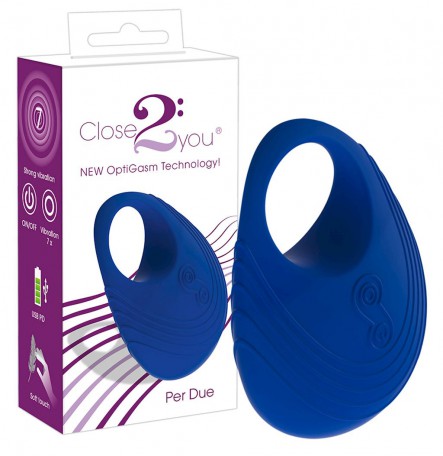 Close2you®
NEW OptiGasm Technology!
7
Strong vibration
ON/OFF
Vibration
7 x
USB PD
Soft touch
Per Due